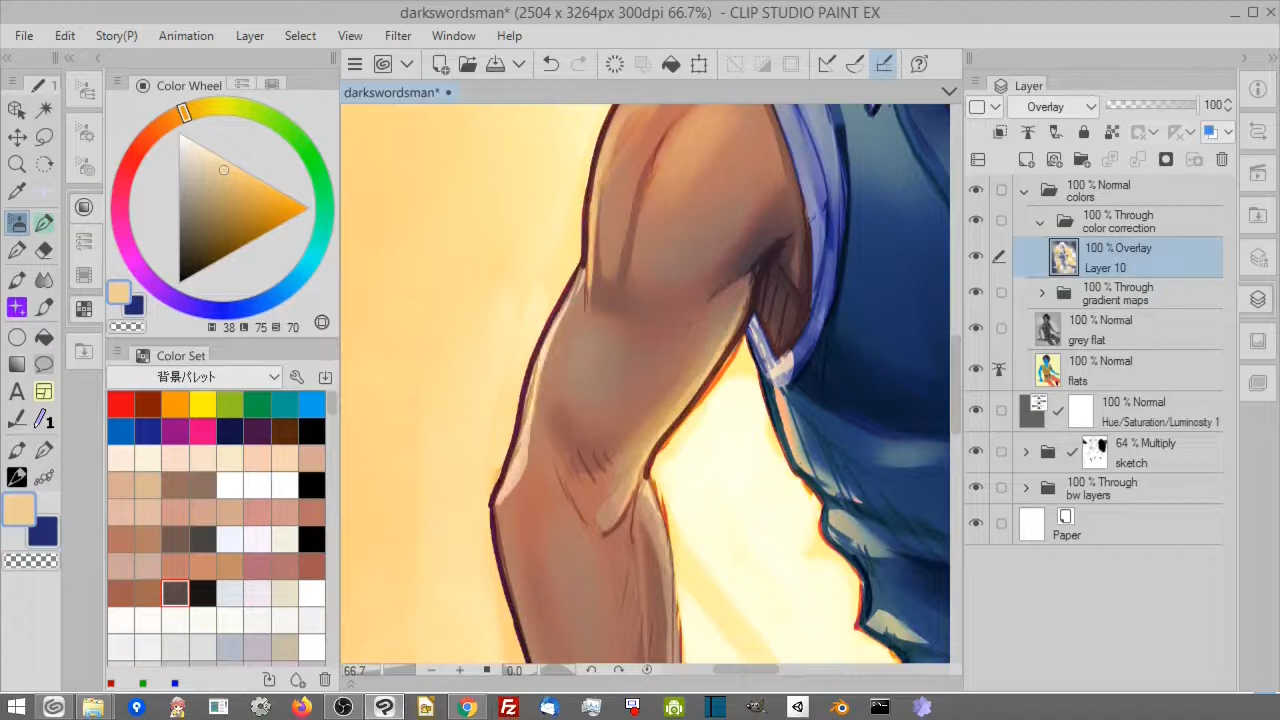 darkswordsman* (2504 x 3264px 300dpi 66.7%)  - CLIP STUDIO PAINT EX
File Edit Story(P) Animation Layer Select View Filter Window Help
darkswordsman*
Color Wheel
38 75 70
Color Set
背景パレット
1
A
1
66.7
0.0
Layer
Overlay 100
100 % Normal
colors
100 % Through
color correction
100 % Overlay
Layer 10
100 % Through
gradient maps
100 % Normal
grey flat
100 % Normal
flats
100 % Normal
Hue/Saturation/Luminosity 1
64 % Multiply
sketch
100 % Through
bw layers
Paper